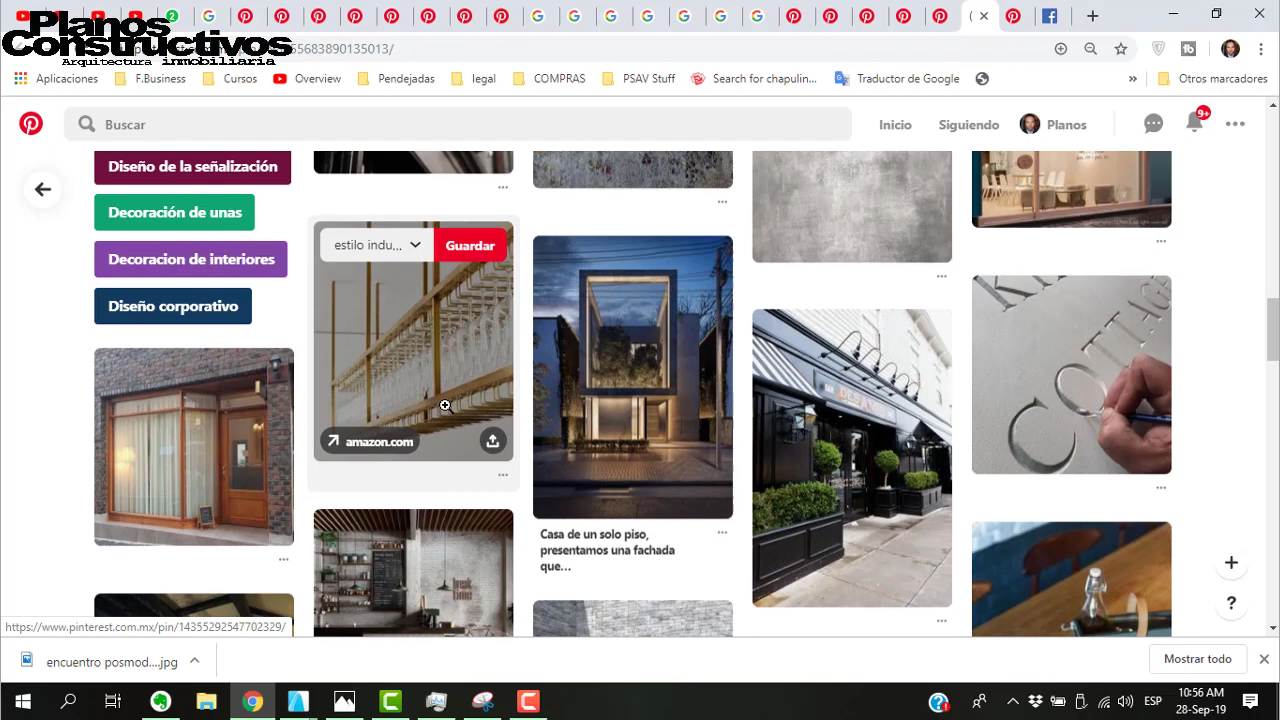 Planos
Constructivos
Arquitectura inmobiliaria
55683890135013/
Aplicaciones
F.Business
Cursos
Overview
Pendejadas
legal
COMPRAS
PSAV Stuff
Search for chapulin...
Traductor de Google
»
Otros marcadores
Buscar
Inicio
Siguiendo
Planos
9+
Diseño de la señalización
Decoración de unas
Decoracion de interiores
Diseño corporativo
estilo indu...
Guardar
amazon.com
Casa de un solo piso,
presentamos una fachada
que...
COTTAGE
https://www.pinterest.com.mx/pin/14355292547702329/
encuentro posmod....jpg
Mostrar todo
ESP
10:56 AM
28-Sep-19